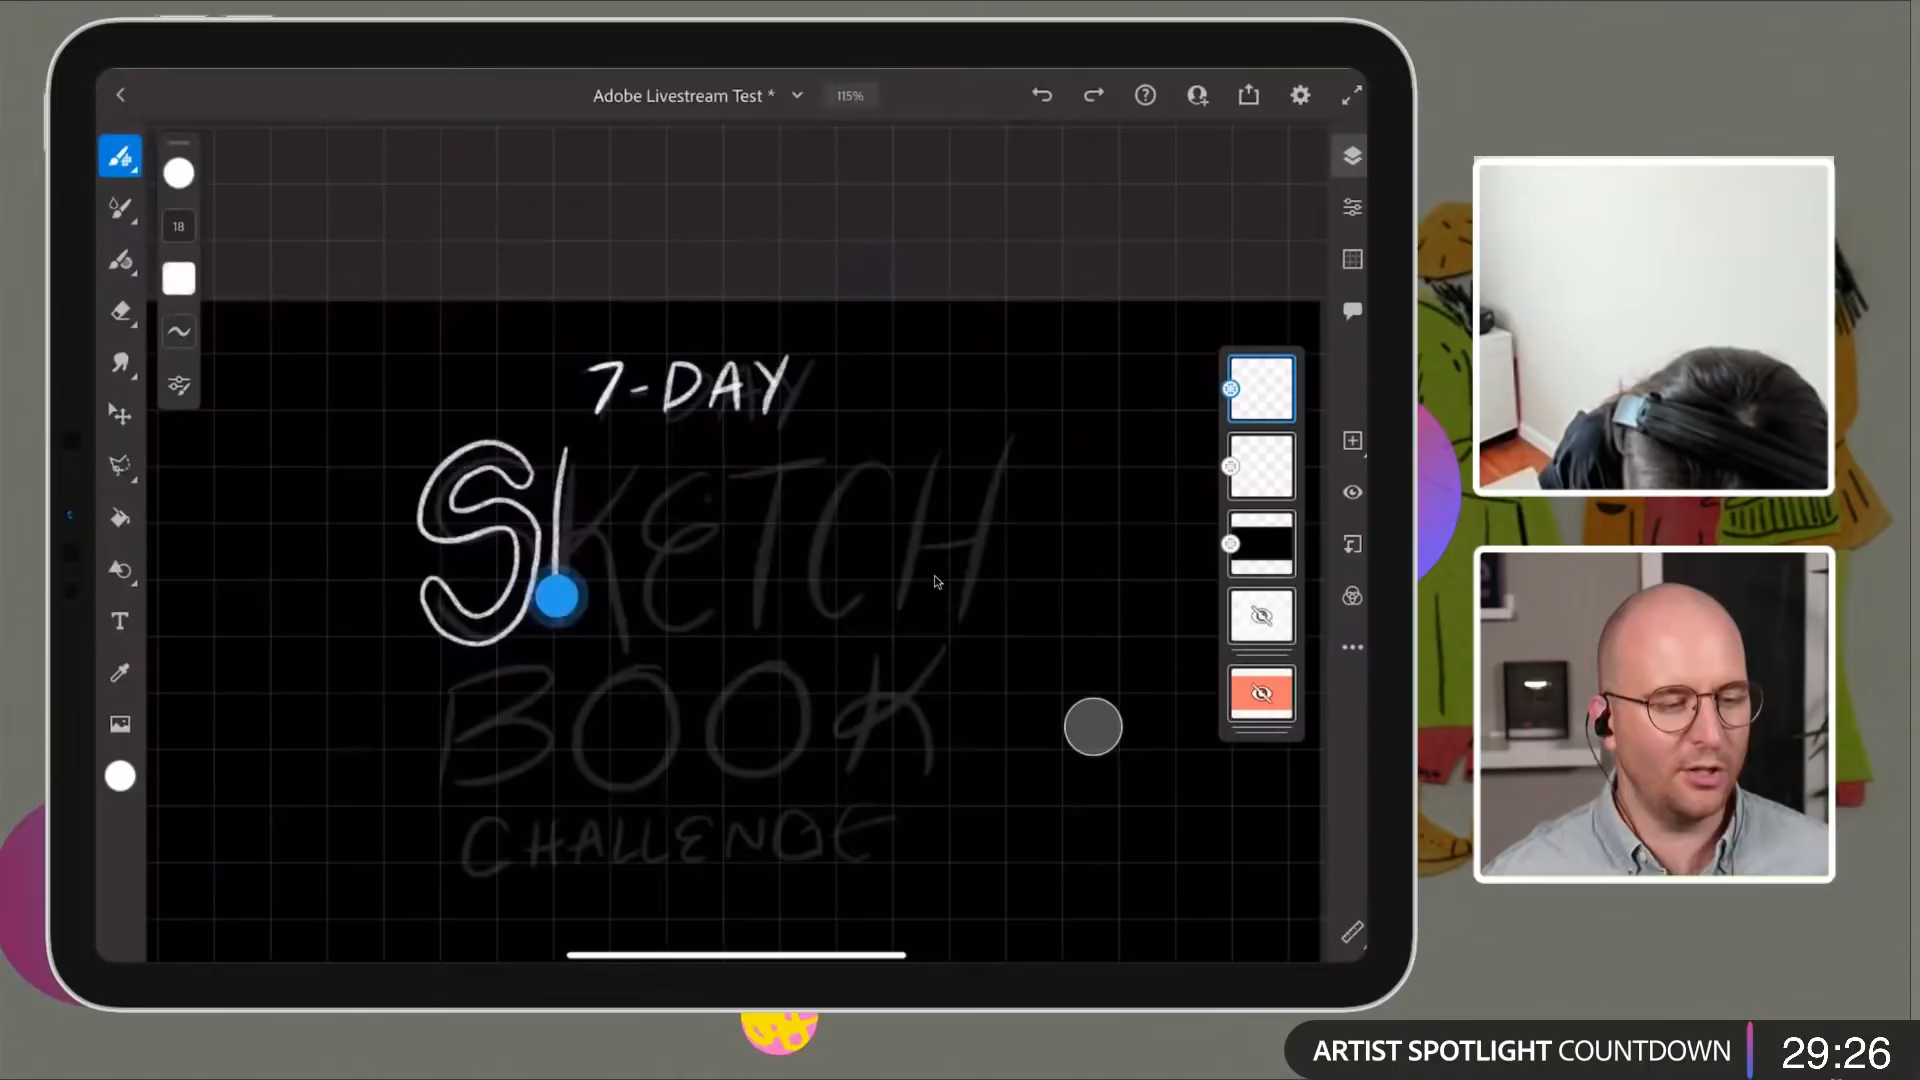 Adobe Livestream Test * 115%
18
7-DAY
SKETCH
BOOK
CHALLENGE
T
ARTIST SPOTLIGHT COUNTDOWN 29:26